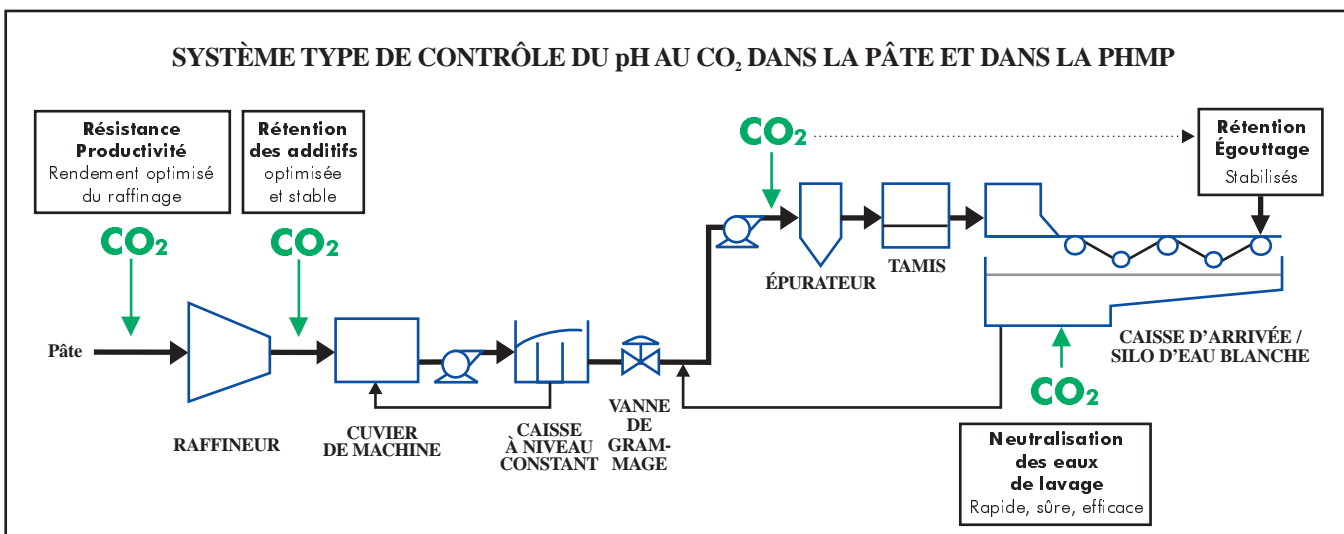 SYSTÈME TYPE DE CONTRÔLE DU pH AU CO₂ DANS LA PÂTE ET DANS LA PHMP
Résistance
Productivité
Rendement optimisé
du raffinage
Rétention
des additifs
optimisée
et stable
CO₂
Rétention
Égouttage
Stabilisés
CO₂
CO₂
ÉPURATEUR
TAMIS
Pâte
CAISSE D'ARRIVÉE /
SILO D'EAU BLANCHE
CO₂
RAFFINEUR
CUVIER
DE MACHINE
CAISSE
À NIVEAU
CONSTANT
VANNE
DE
GRAM-
MAGE
Neutralisation
des eaux
de lavage
Rapide, sûre, efficace